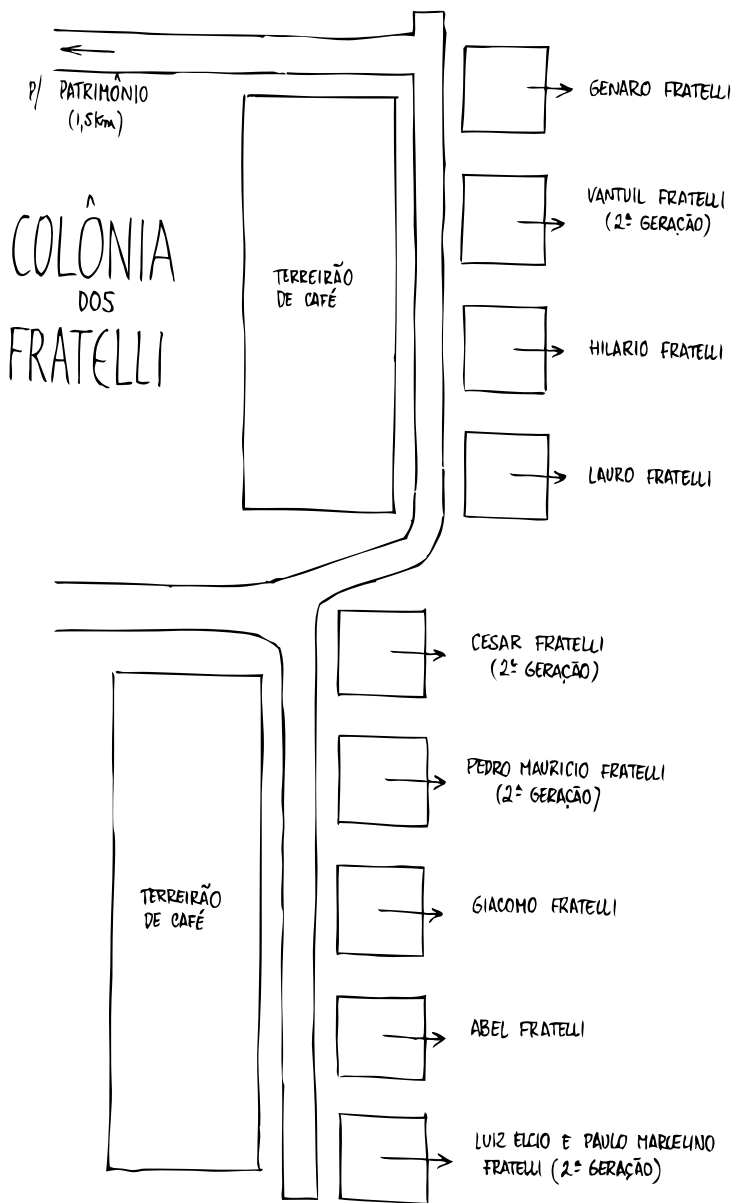 P/ PATRIMÔNIO
(1,5Km)
COLÔNIA
DOS
FRATELLI
TERREIRÃO
DE CAFÉ
GENARO FRATELLI
VANTUIL FRATELLI
(2ª GERAÇÃO)
HILARIO FRATELLI
LAURO FRATELLI
CESAR FRATELLI
(2ª GERAÇÃO)
PEDRO MAURICIO FRATELLI
(2ª GERAÇÃO)
TERREIRÃO
DE CAFÉ
GIACOMO FRATELLI
ABEL FRATELLI
LUIZ ELCIO E PAULO MARCELINO
FRATELLI (2ª GERAÇÃO)